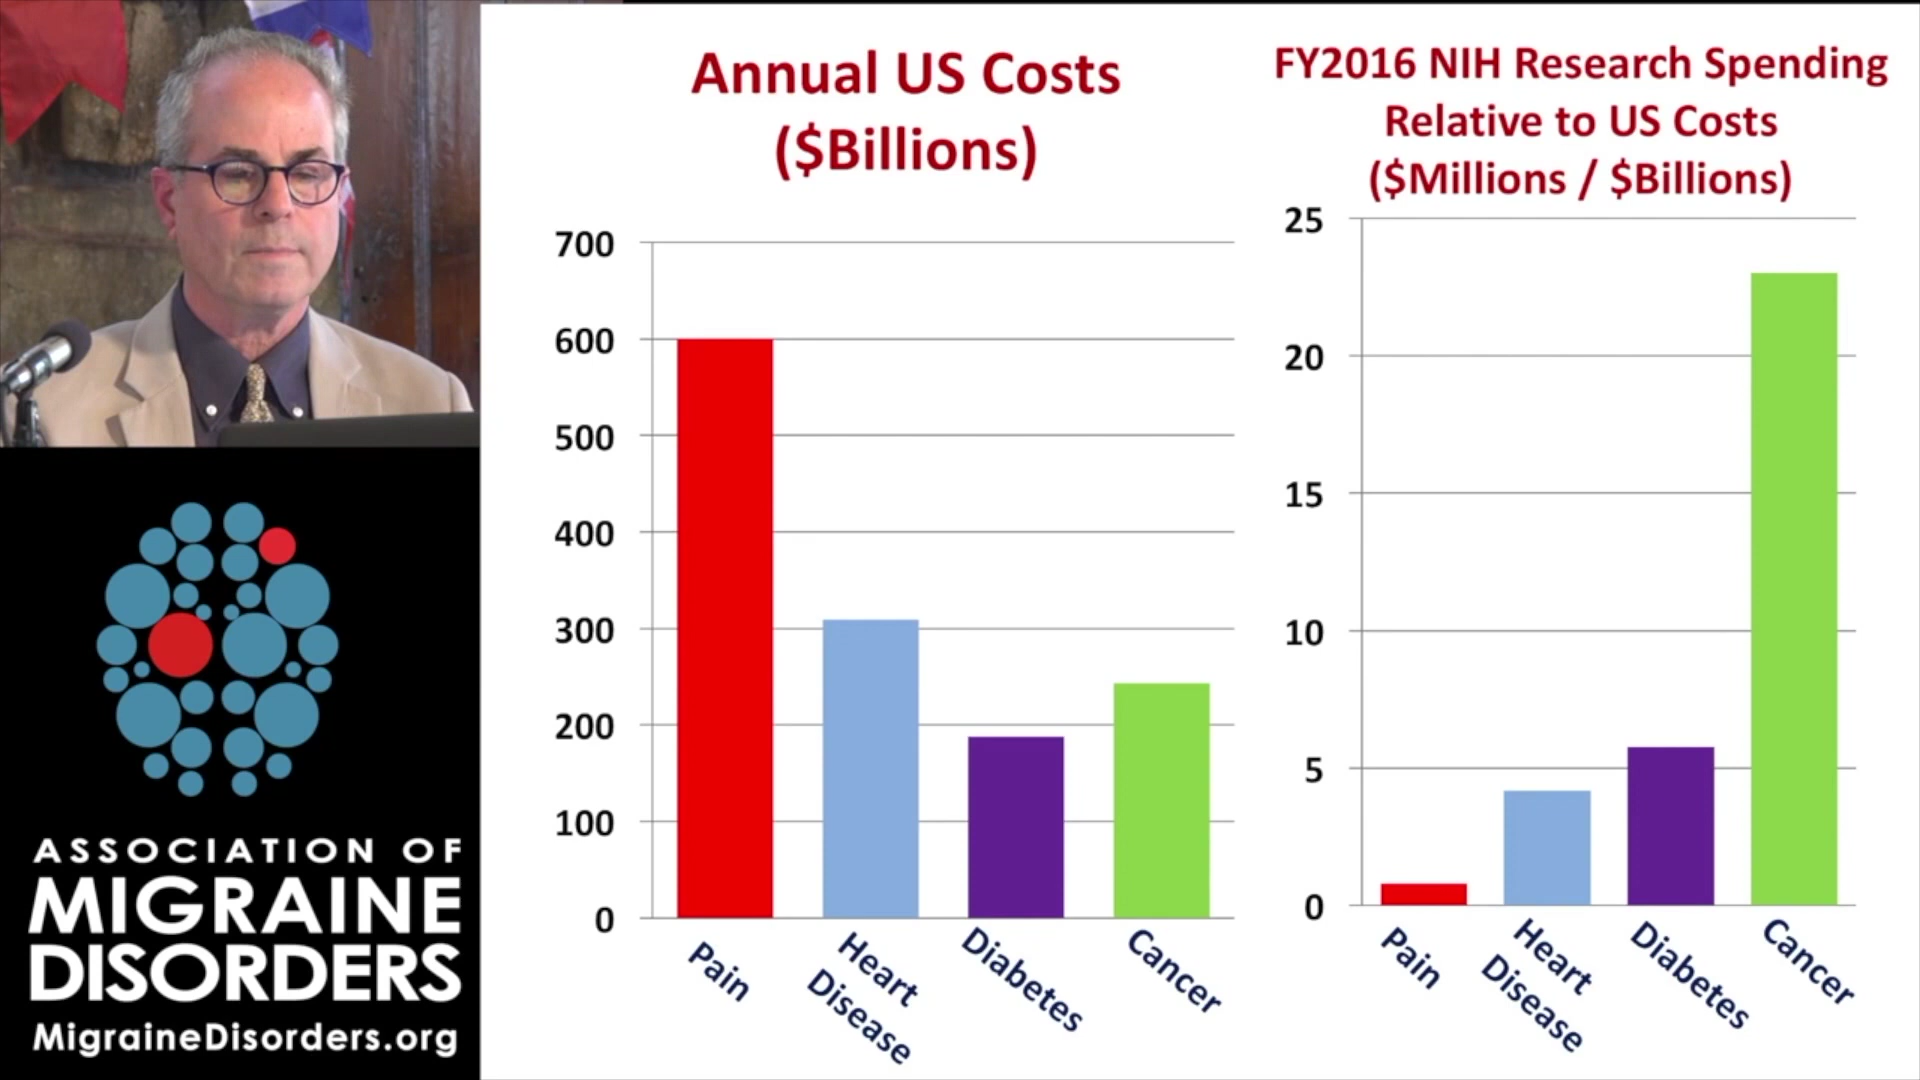 Annual US Costs
($Billions)
700
600
500
400
300
200
100
0
Pain
Heart
Disease
Diabetes
Cancer
FY2016 NIH Research Spending
Relative to US Costs
($Millions / $Billions)
25
20
15
10
5
0
Pain
Heart
Disease
Diabetes
Cancer
ASSOCIATION OF
MIGRAINE
DISORDERS
MigraineDisorders.org